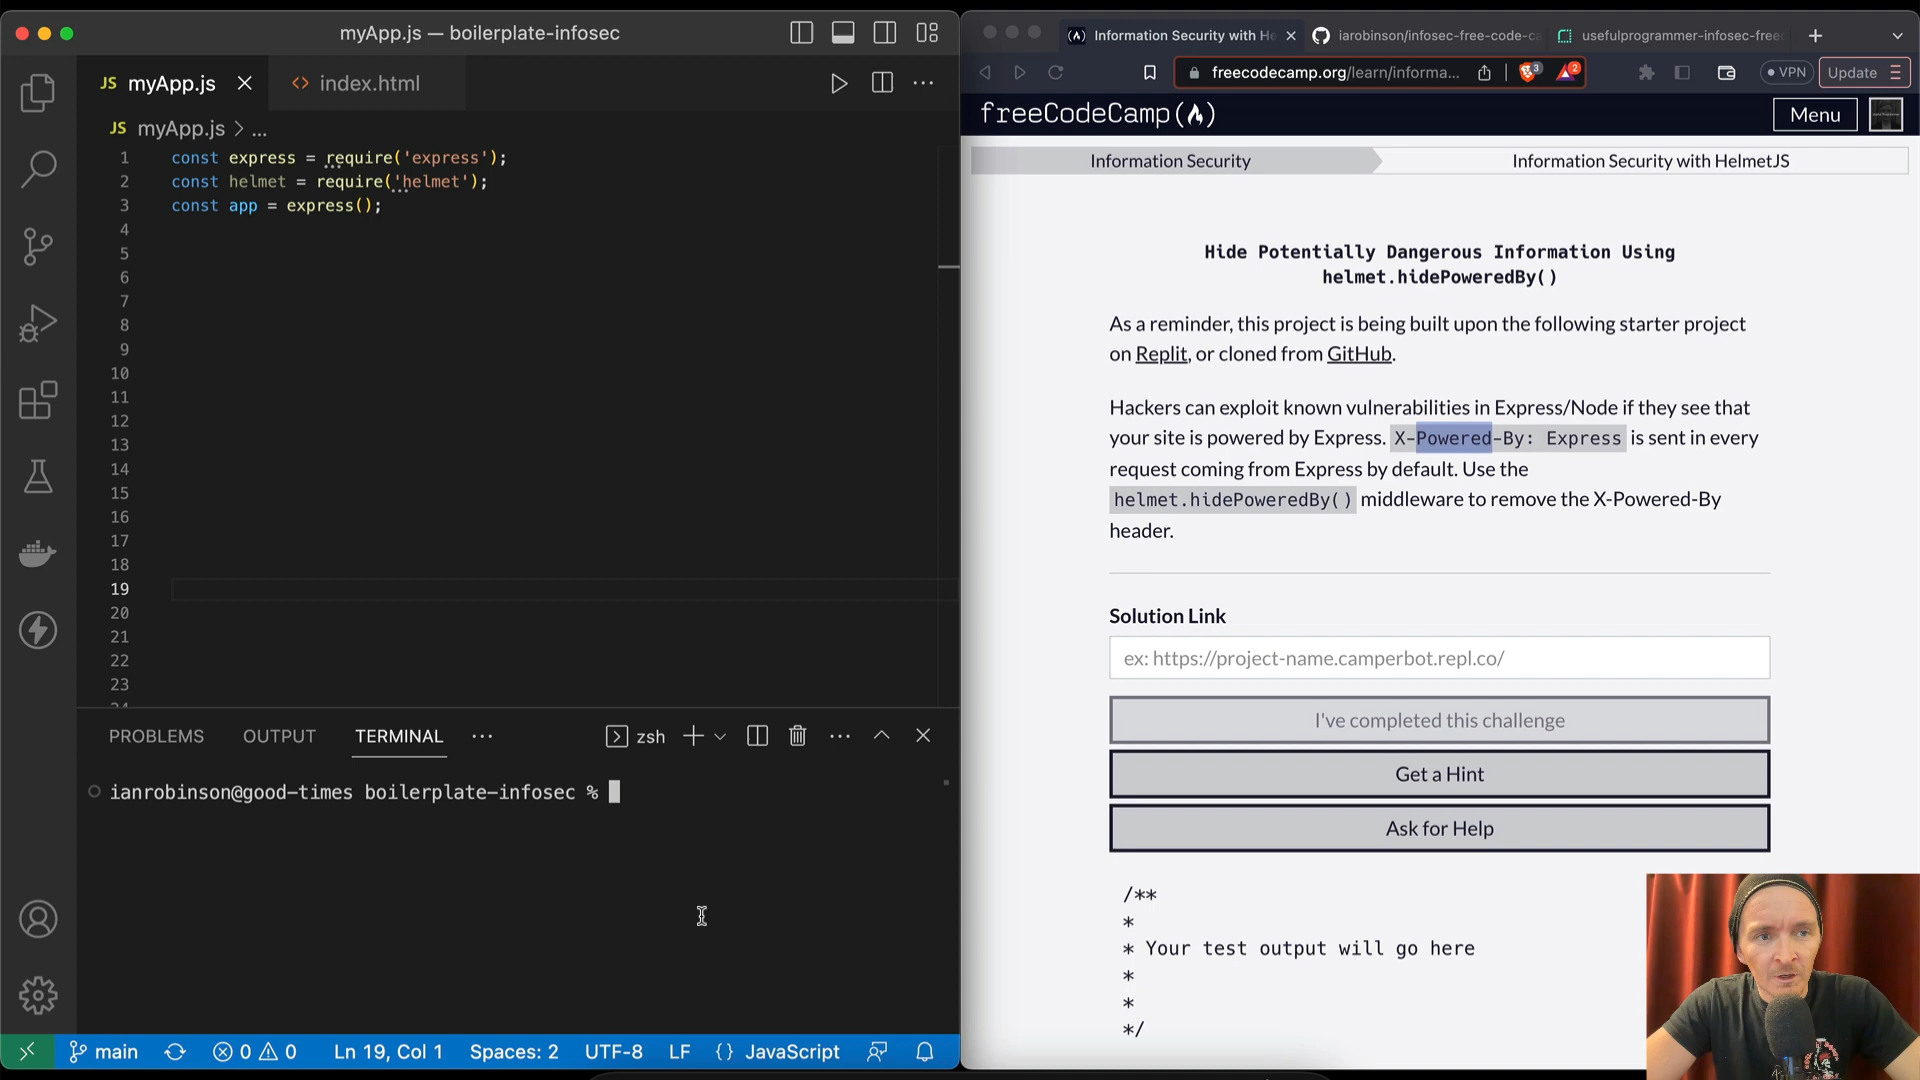 myApp.js — boilerplate-infosec
JS myApp.js
<> index.html
JS myApp.js > ...
1 const express = require('express');
2 const helmet = require('helmet');
3 const app = express();
4
5
6
7
8
9
10
11
12
13
14
15
16
17
18
19
20
21
22
23
PROBLEMS OUTPUT TERMINAL ... zsh
ianrobinson@good-times boilerplate-infosec %
main 0 0 Ln 19, Col 1 Spaces: 2 UTF-8 LF {} JavaScript
Information Security with He
iarobinson/infosec-free-code-ca
usefulprogrammer-infosec-free
freecodecamp.org/learn/informa... 3 2 VPN Update
freeCodeCamp
Menu
Information Security
Information Security with HelmetJS
Hide Potentially Dangerous Information Using
helmet.hidePoweredBy()
As a reminder, this project is being built upon the following starter project
on Replit, or cloned from GitHub.
Hackers can exploit known vulnerabilities in Express/Node if they see that
your site is powered by Express. X-Powered-By: Express is sent in every
request coming from Express by default. Use the
helmet.hidePoweredBy() middleware to remove the X-Powered-By
header.
Solution Link
ex: https://project-name.camperbot.repl.co/
I've completed this challenge
Get a Hint
Ask for Help
/**
*
* Your test output will go here
*
*
*/